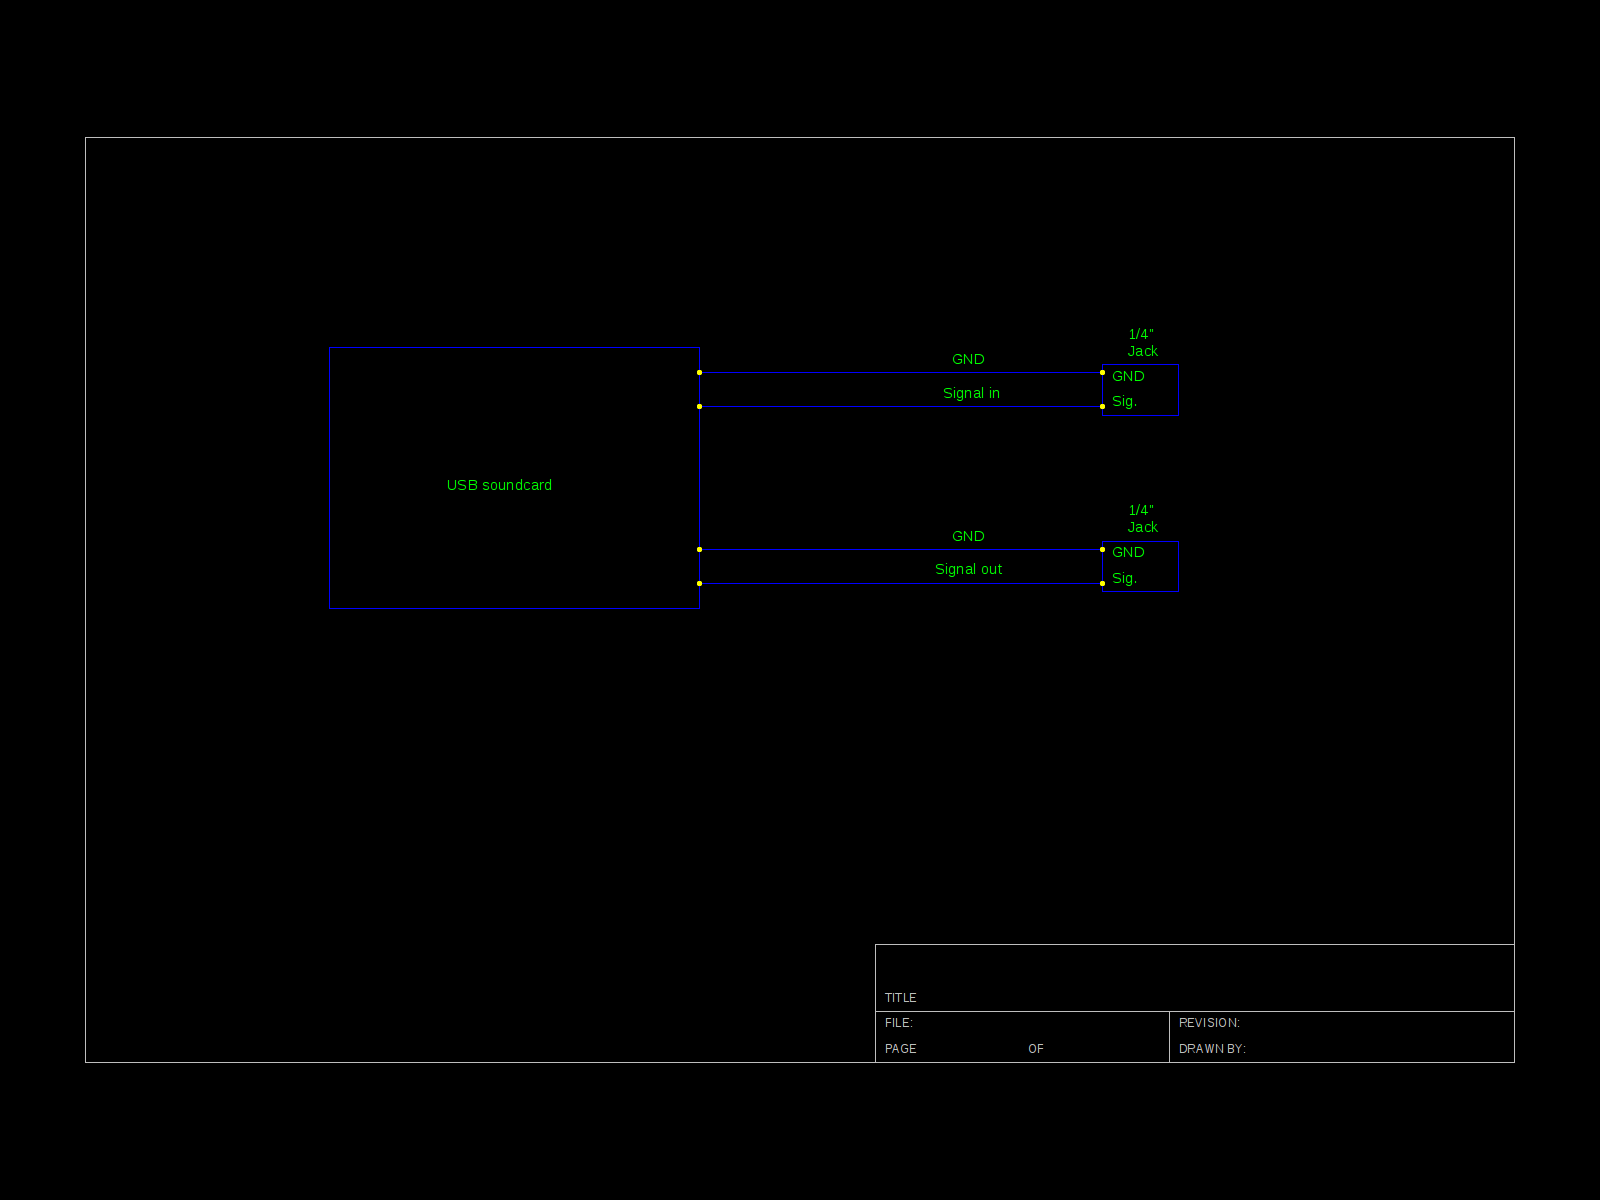 1/4"
Jack
GND
GND
Signal in
Sig.
USB soundcard
1/4"
Jack
GND
GND
Signal out
Sig.
TITLE
FILE:
REVISION:
PAGE OF
DRAWN BY: